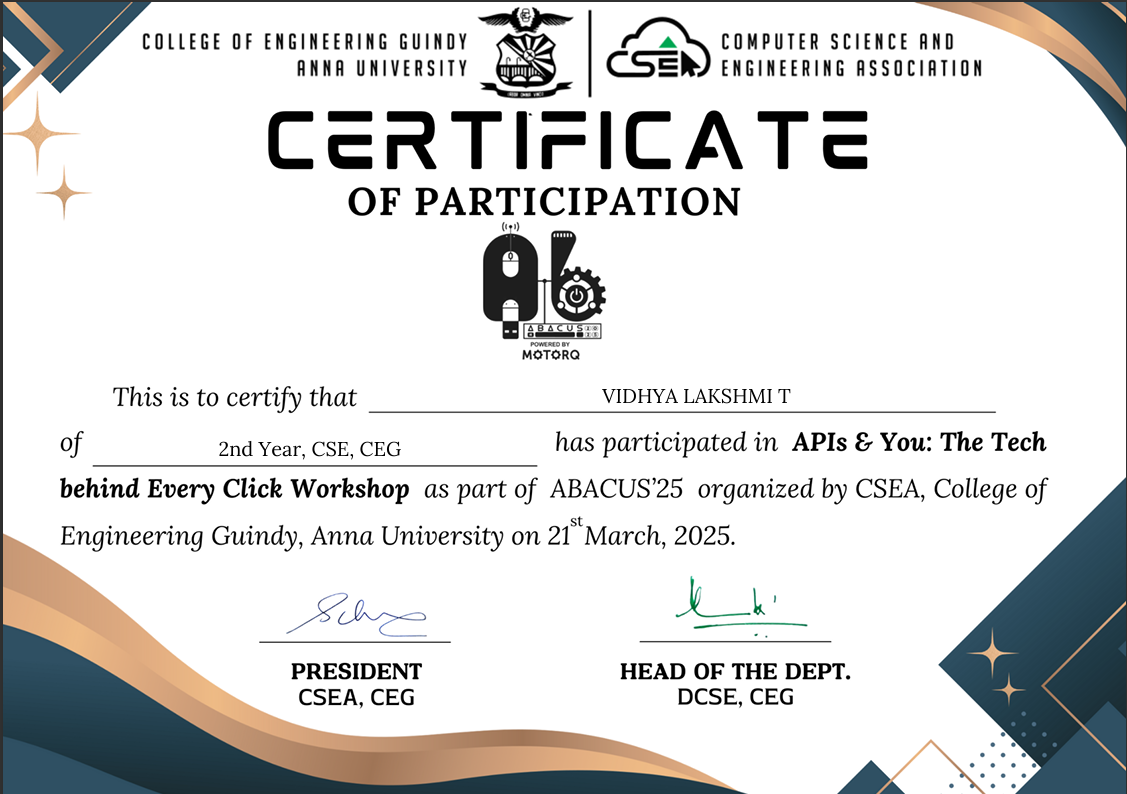 COLLEGE OF ENGINEERING GUINDY
ANNA UNIVERSITY
CSEA
COMPUTER SCIENCE AND
ENGINEERING ASSOCIATION
CERTIFICATE
OF PARTICIPATION
Ab
ABACUS 2025
POWERED BY
MOTORQ
This is to certify that VIDHYA LAKSHMI T
of 2nd Year, CSE, CEG has participated in APIs & You: The Tech
behind Every Click Workshop as part of ABACUS’25 organized by CSEA, College of
Engineering Guindy, Anna University on 21st March, 2025.
PRESIDENT
CSEA, CEG
HEAD OF THE DEPT.
DCSE, CEG